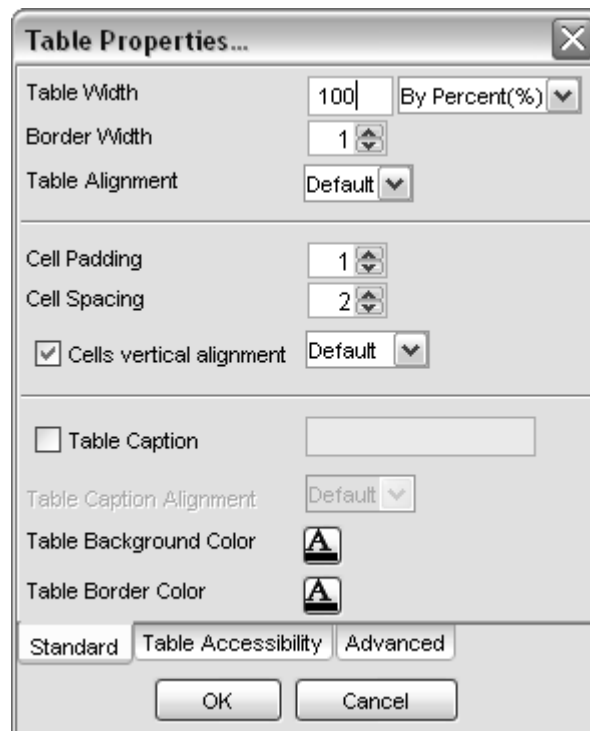 Table Properties...
Table Width 100 By Percent(%)
Border Width 1
Table Alignment Default
Cell Padding 1
Cell Spacing 2
Cells vertical alignment Default
Table Caption
Table Caption Alignment Default
Table Background Color A
Table Border Color A
Standard Table Accessibility Advanced
OK Cancel